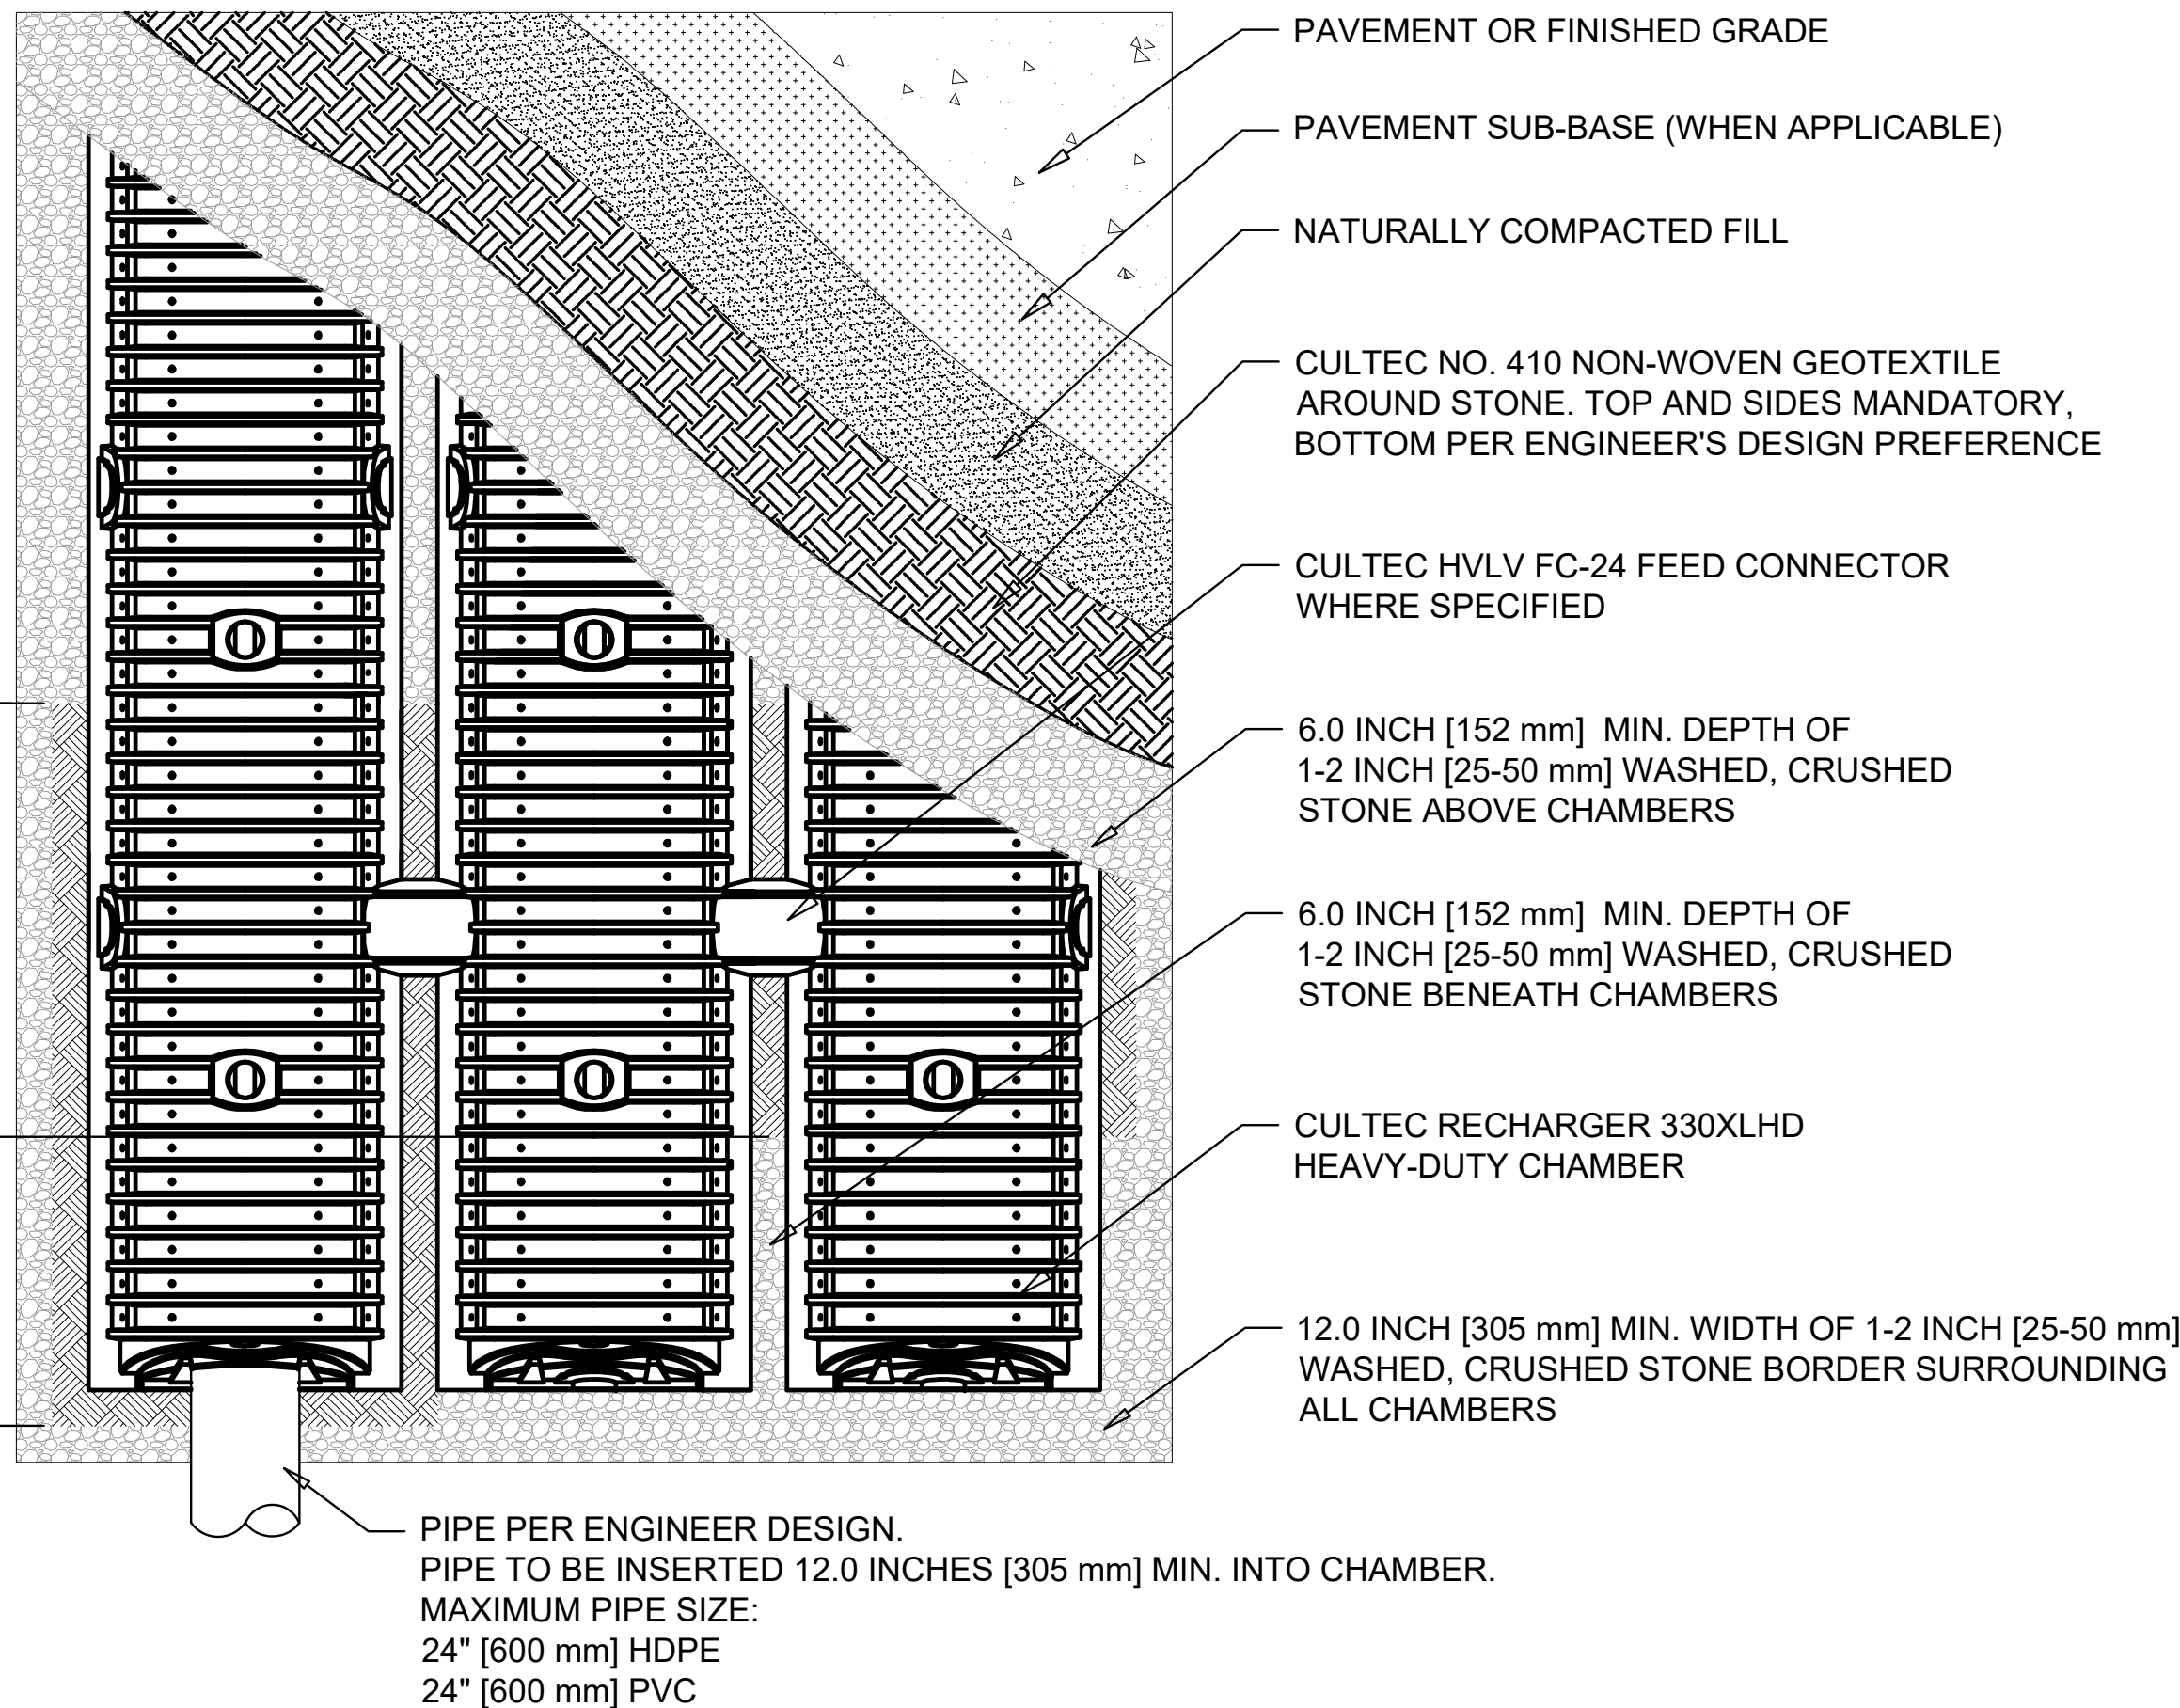 PAVEMENT OR FINISHED GRADE
PAVEMENT SUB-BASE (WHEN APPLICABLE)
NATURALLY COMPACTED FILL
CULTEC NO. 410 NON-WOVEN GEOTEXTILE
AROUND STONE. TOP AND SIDES MANDATORY,
BOTTOM PER ENGINEER'S DESIGN PREFERENCE
CULTEC HVLV FC-24 FEED CONNECTOR
WHERE SPECIFIED
6.0 INCH [152 mm] MIN. DEPTH OF
1-2 INCH [25-50 mm] WASHED, CRUSHED
STONE ABOVE CHAMBERS
6.0 INCH [152 mm] MIN. DEPTH OF
1-2 INCH [25-50 mm] WASHED, CRUSHED
STONE BENEATH CHAMBERS
CULTEC RECHARGER 330XLHD
HEAVY-DUTY CHAMBER
12.0 INCH [305 mm] MIN. WIDTH OF 1-2 INCH [25-50 mm]
WASHED, CRUSHED STONE BORDER SURROUNDING
ALL CHAMBERS
PIPE PER ENGINEER DESIGN.
PIPE TO BE INSERTED 12.0 INCHES [305 mm] MIN. INTO CHAMBER.
MAXIMUM PIPE SIZE:
24" [600 mm] HDPE
24" [600 mm] PVC